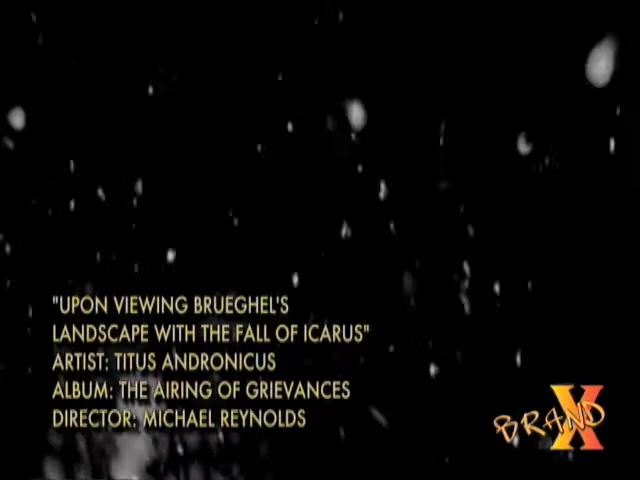 "UPON VIEWING BRUEGHEL'S
LANDSCAPE WITH THE FALL OF ICARUS"
ARTIST: TITUS ANDRONICUS
ALBUM: THE AIRING OF GRIEVANCES
DIRECTOR: MICHAEL REYNOLDS
BRAND X